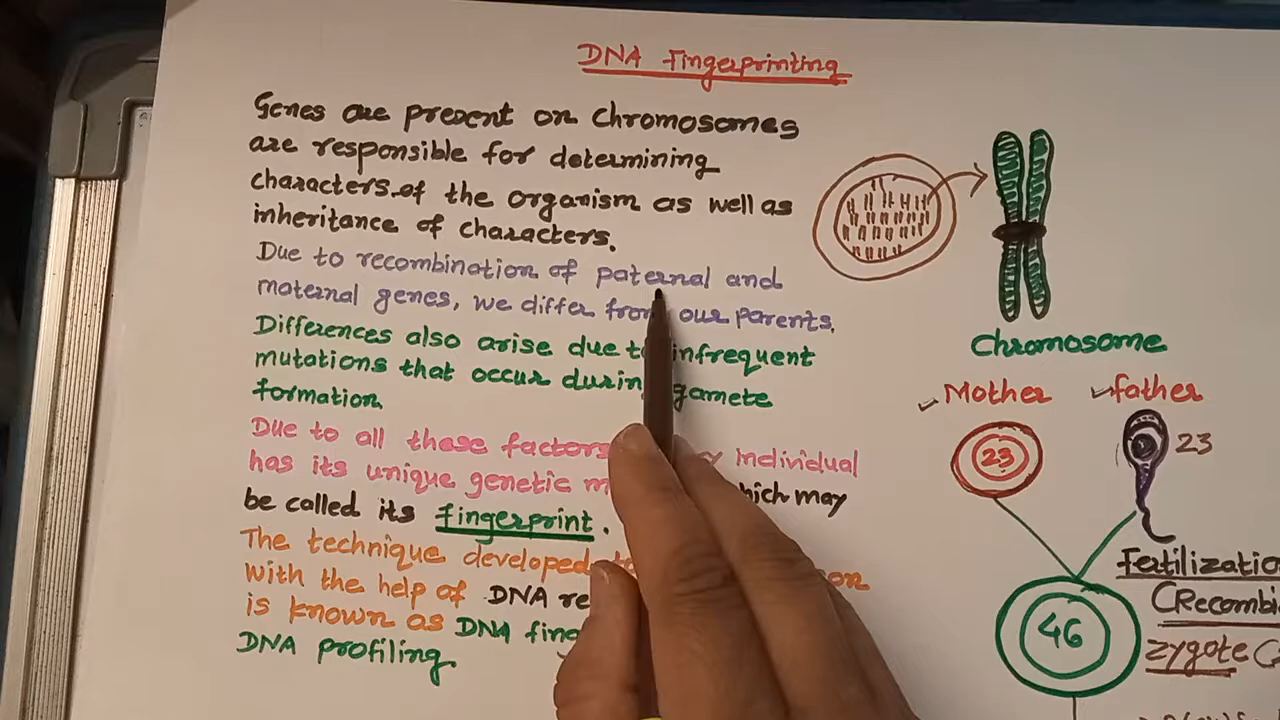 DNA Fingerprinting
Genes are present on chromosomes
are responsible for determining
characters of the organism as well as
inheritance of characters.
Due to recombination of paternal and
maternal genes, we differ from our parents.
Differences also arise due to infrequent
mutations that occur during gamete
formation
Due to all these factors individual
has its unique genetic which may
be called its fingerprint.
The technique developed
with the help of DNA
is known as DNA
DNA profiling
Chromosome
Mother father
23 23
Fertilization
Zygote
46